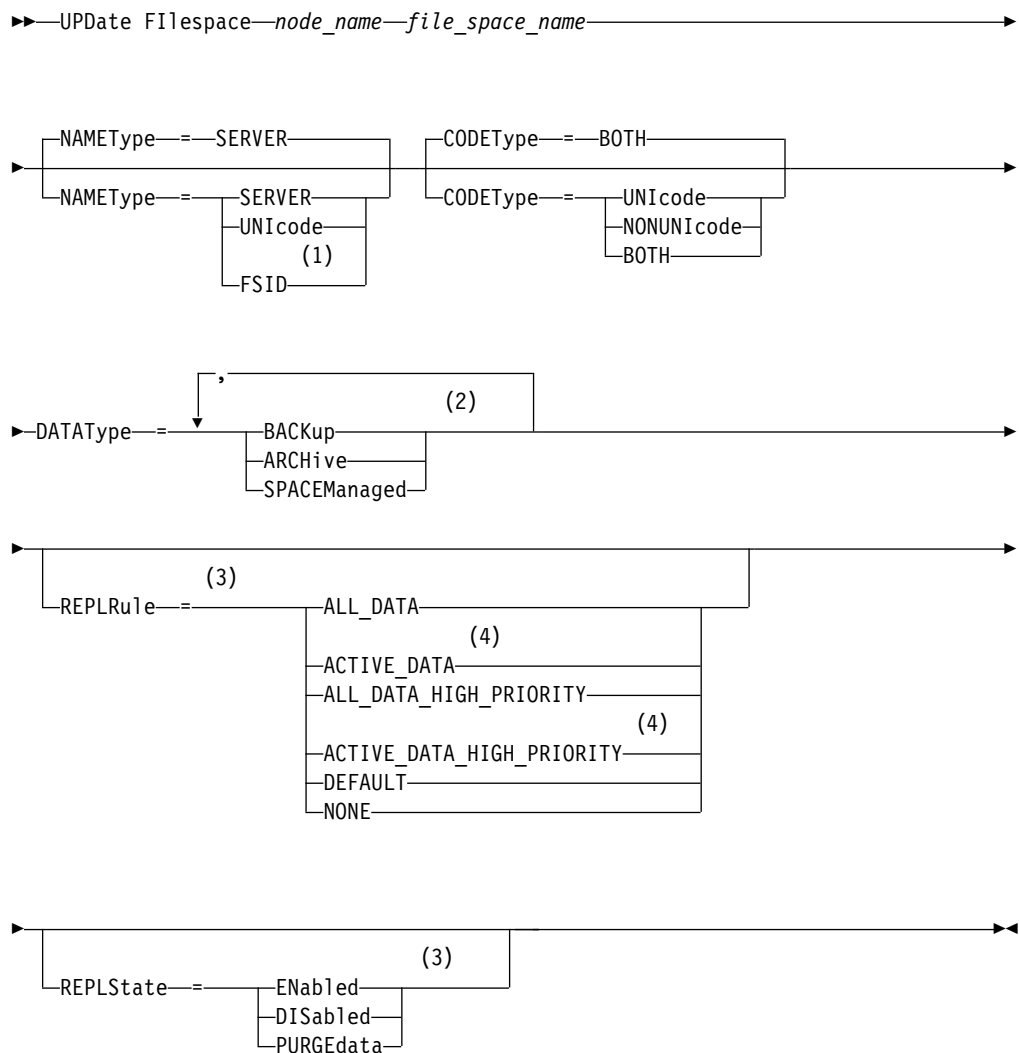 UPDate FIlespace node_name file_space_name
NAMEType = SERVER CODEType = BOTH
NAMEType = SERVER CODEType = UNIcode
UNIcode NONUNIcode
(1) BOTH
FSID
,
(2)
DATAType = BACKup
ARCHive
SPACEManaged
(3)
REPLRule = ALL_DATA
(4)
ACTIVE_DATA
ALL_DATA_HIGH_PRIORITY
(4)
ACTIVE_DATA_HIGH_PRIORITY
DEFAULT
NONE
(3)
REPLState = ENabled
DISabled
PURGEdata